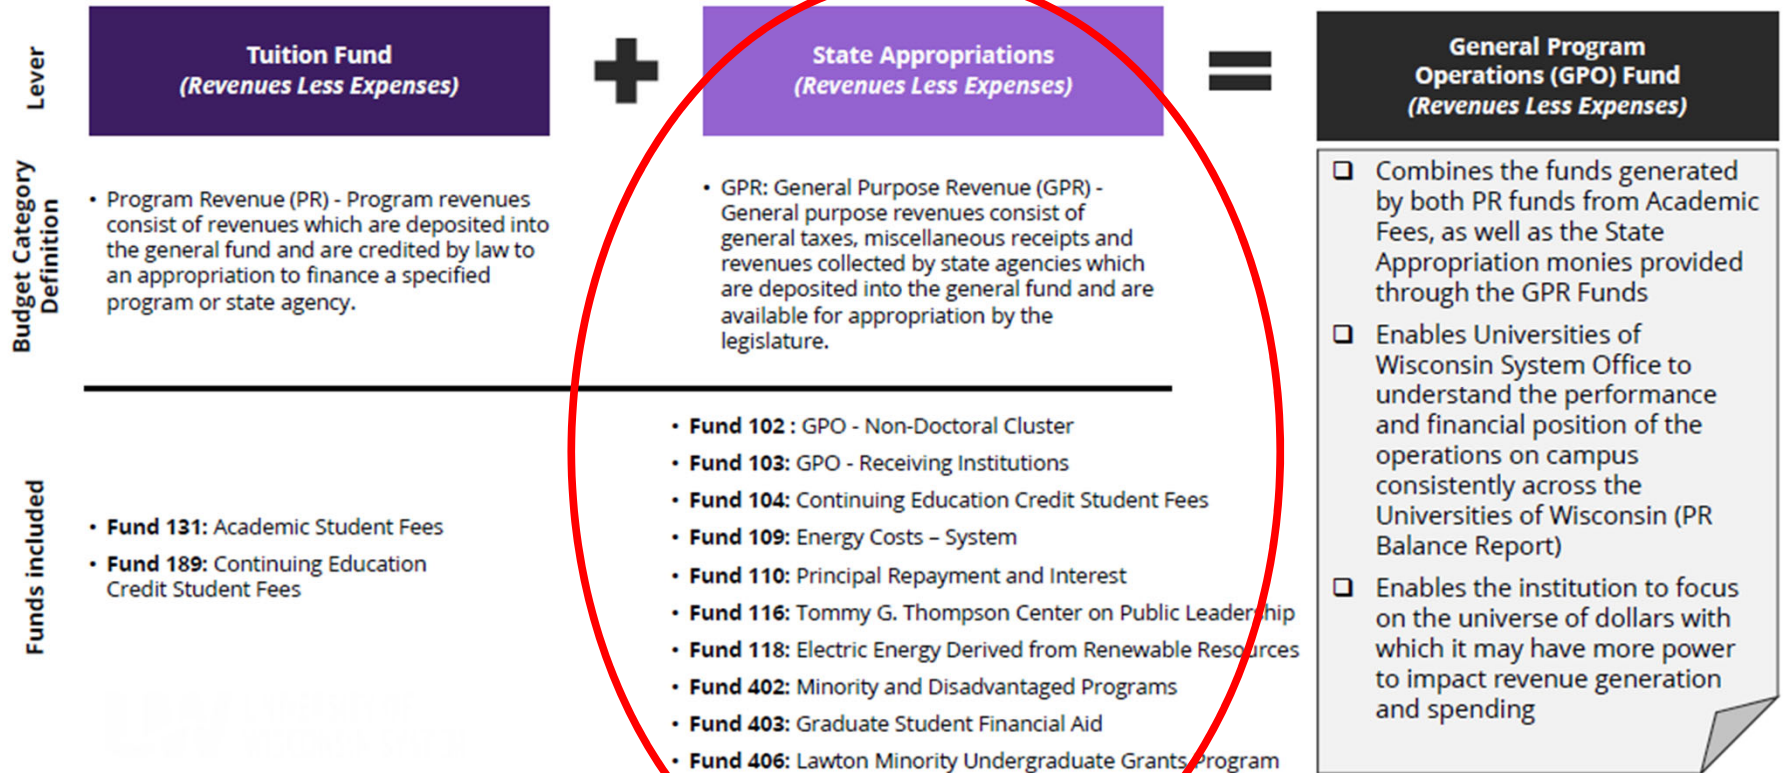 Lever
Tuition Fund
(Revenues Less Expenses)
State Appropriations
(Revenues Less Expenses)
General Program
Operations (GPO) Fund
(Revenues Less Expenses)
Budget Category
Definition
• Program Revenue (PR) - Program revenues
consist of revenues which are deposited into
the general fund and are credited by law to
an appropriation to finance a specified
program or state agency.
• GPR: General Purpose Revenue (GPR) -
General purpose revenues consist of
general taxes, miscellaneous receipts and
revenues collected by state agencies which
are deposited into the general fund and are
available for appropriation by the
legislature.
Funds included
• Fund 131: Academic Student Fees
• Fund 189: Continuing Education
Credit Student Fees
• Fund 102 : GPO - Non-Doctoral Cluster
• Fund 103: GPO - Receiving Institutions
• Fund 104: Continuing Education Credit Student Fees
• Fund 109: Energy Costs – System
• Fund 110: Principal Repayment and Interest
• Fund 116: Tommy G. Thompson Center on Public Leadership
• Fund 118: Electric Energy Derived from Renewable Resources
• Fund 402: Minority and Disadvantaged Programs
• Fund 403: Graduate Student Financial Aid
• Fund 406: Lawton Minority Undergraduate Grants Program
❑ Combines the funds generated
by both PR funds from Academic
Fees, as well as the State
Appropriation monies provided
through the GPR Funds
❑ Enables Universities of
Wisconsin System Office to
understand the performance
and financial position of the
operations on campus
consistently across the
Universities of Wisconsin (PR
Balance Report)
❑ Enables the institution to focus
on the universe of dollars with
which it may have more power
to impact revenue generation
and spending